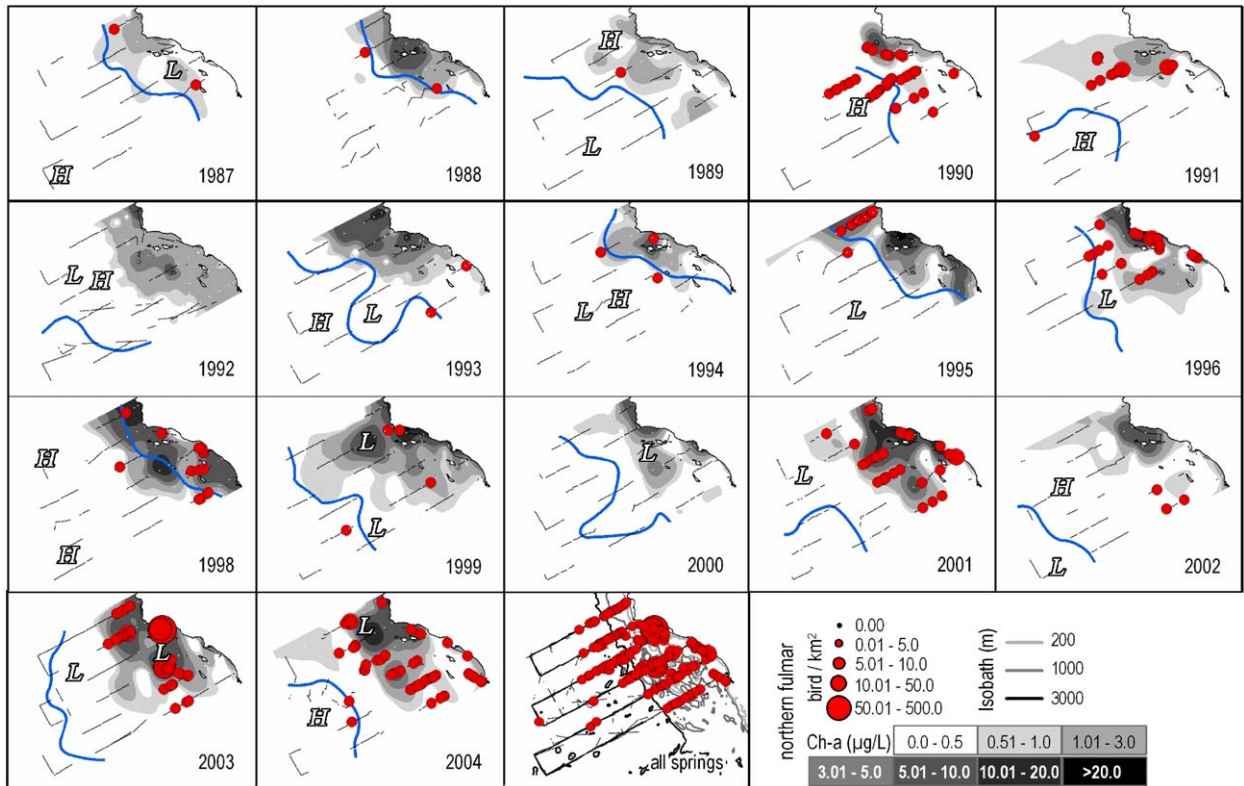 L
H
1987
1988
H
L
1989
H
1990
H
1991
L
H
1992
H
L
1993
L
H
1994
L
1995
L
1996
H
H
1998
L
L
1999
L
2000
L
2001
H
L
2002
L
L
2003
L
H
2004
all springs
northern fulmar
bird / km²
0.00
0.01 - 5.0
5.01 - 10.0
10.01 - 50.0
50.01 - 500.0
Isobath (m)
200
1000
3000
Ch-a (µg/L) 0.0 - 0.5 0.51 - 1.0 1.01 - 3.0
3.01 - 5.0 5.01 - 10.0 10.01 - 20.0 >20.0